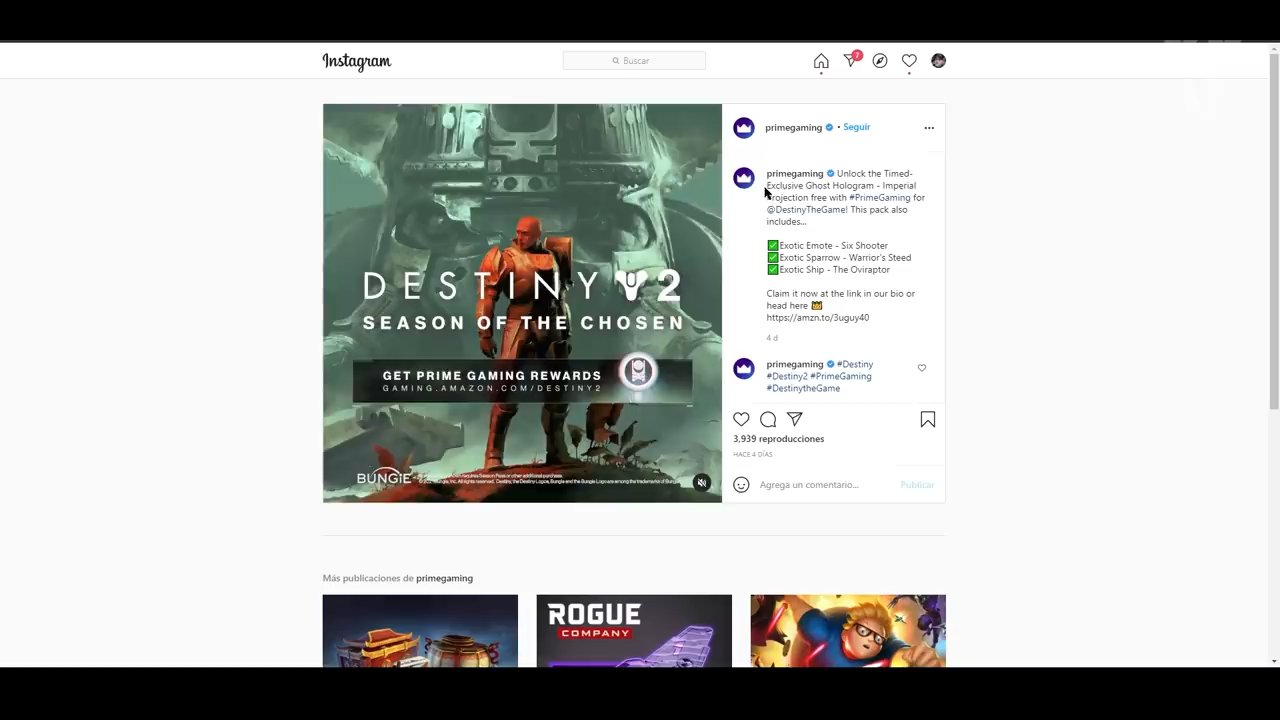 Instagram
Buscar
7
DESTINY 2
SEASON OF THE CHOSEN
GET PRIME GAMING REWARDS
GAMING.AMAZON.COM/DESTINY2
BUNGIE
primegaming • Seguir
primegaming Unlock the Timed-
Exclusive Ghost Hologram - Imperial
Projection free with #PrimeGaming for
@DestinyTheGame! This pack also
includes...
✅Exotic Emote - Six Shooter
✅Exotic Sparrow - Warrior's Steed
✅Exotic Ship - The Oviraptor
Claim it now at the link in our bio or
head here
https://amzn.to/3uguy40
4 d
primegaming #Destiny
#Destiny2 #PrimeGaming
#DestinytheGame
3,939 reproducciones
HACE 4 DÍAS
Agrega un comentario...
Publicar
Más publicaciones de primegaming
ROGUE
COMPANY